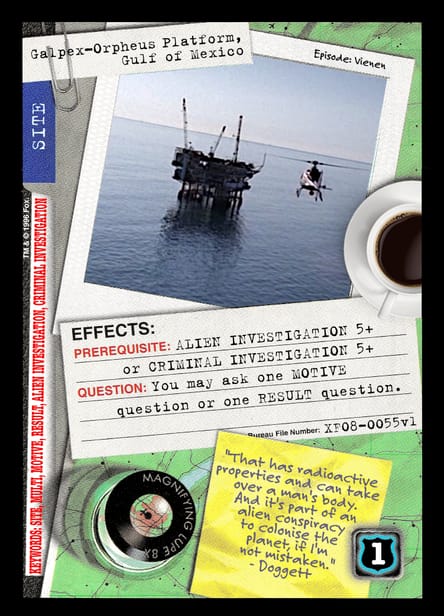 Galpex-Orpheus Platform,
Gulf of Mexico
Episode: Vienen
SITE
TM & © 1996 Fox.
KEYWORDS: SITE, MULTI, MOTIVE, RESULT, ALIEN INVESTIGATION, CRIMINAL INVESTIGATION
EFFECTS:
PREREQUISITE: ALIEN INVESTIGATION 5+
or CRIMINAL INVESTIGATION 5+
QUESTION: You may ask one MOTIVE
question or one RESULT question.
Bureau File Number: XF08-0055v1
MAGNIFYING LUPE 8X
"That has radioactive
properties and can take
over a man's body.
And it's part of an
alien conspiracy
to colonise the
planet, if I'm
not mistaken."
- Doggett
1